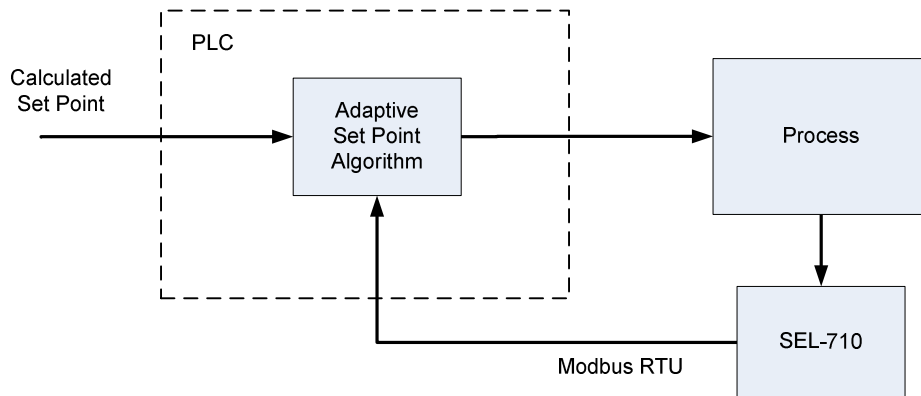 PLC
Calculated
Set Point
Adaptive
Set Point
Algorithm
Process
SEL-710
Modbus RTU